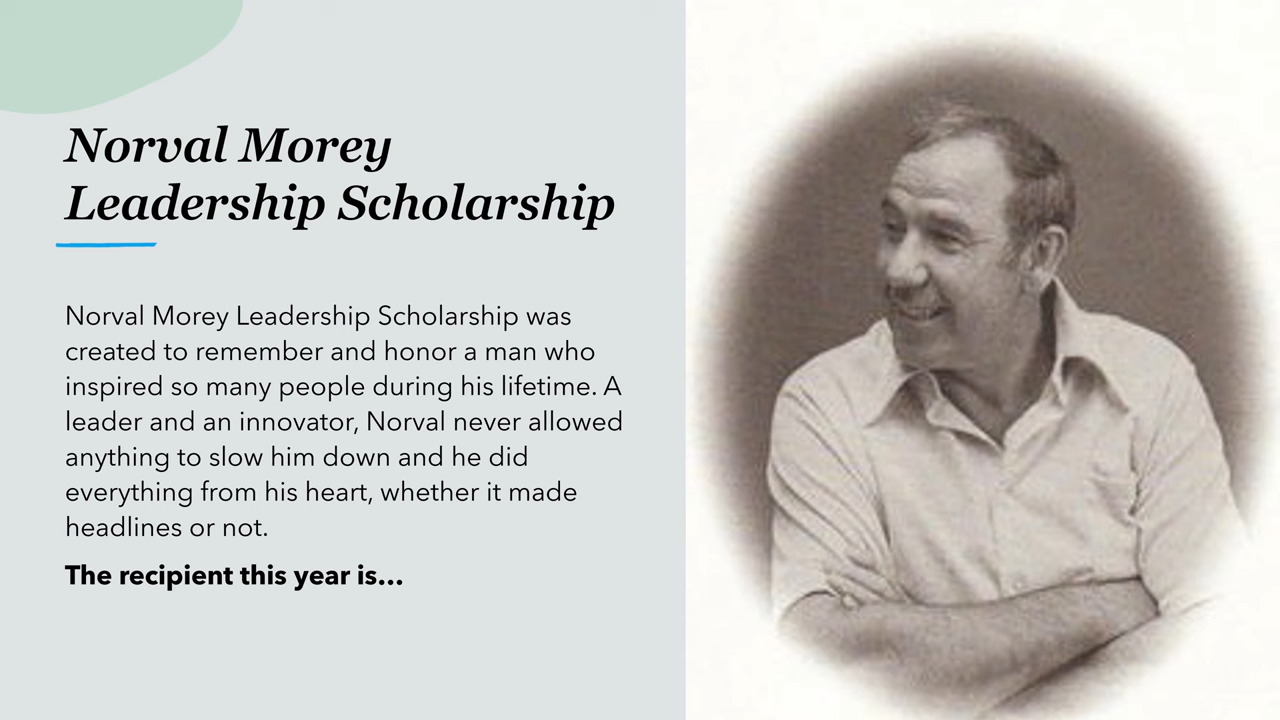 Norval Morey
Leadership Scholarship
Norval Morey Leadership Scholarship was
created to remember and honor a man who
inspired so many people during his lifetime. A
leader and an innovator, Norval never allowed
anything to slow him down and he did
everything from his heart, whether it made
headlines or not.
The recipient this year is...